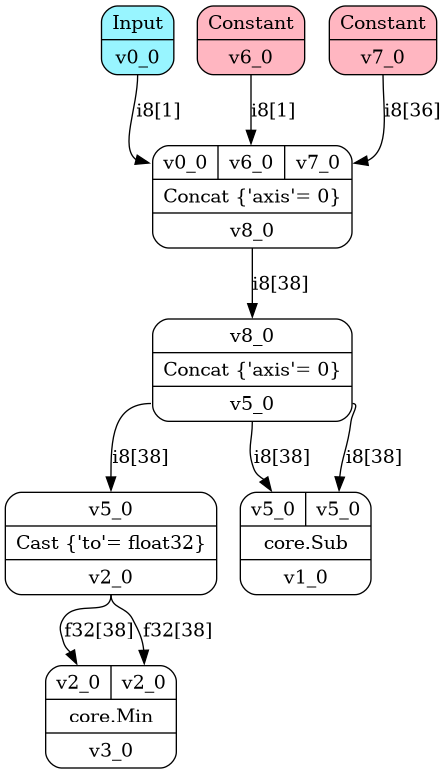 Input
v0_0
Constant
v6_0
Constant
v7_0
i8[1]
i8[1]
i8[36]
v0_0 v6_0 v7_0
Concat {'axis'= 0}
v8_0
i8[38]
v8_0
Concat {'axis'= 0}
v5_0
i8[38]
i8[38]
i8[38]
v5_0
Cast {'to'= float32}
v2_0
v5_0 v5_0
core.Sub
v1_0
f32[38]
f32[38]
v2_0 v2_0
core.Min
v3_0